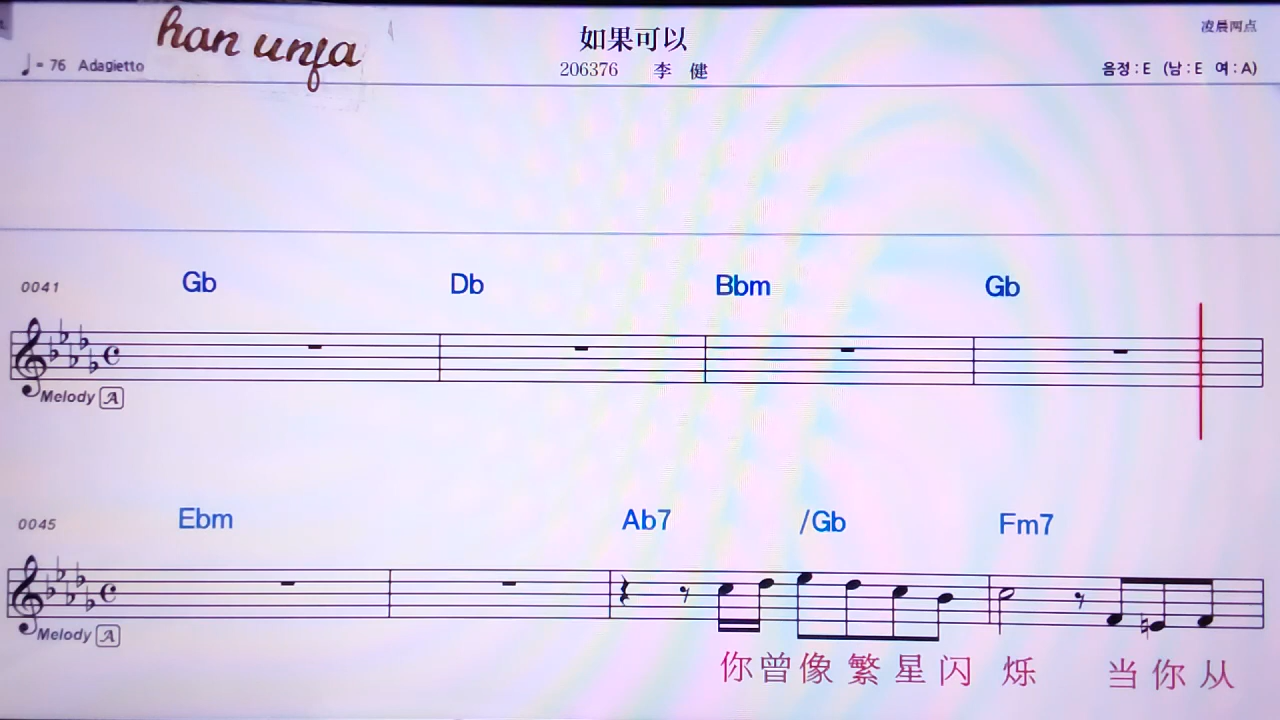 han unfa
如果可以
凌晨两点
♩= 76 Adagietto
206376 李 健
음정 : E (남 : E 여 : A)
0041 Gb Db Bbm Gb
Melody A
0045 Ebm Ab7 /Gb Fm7
Melody A
你曾像繁星闪烁 当你从